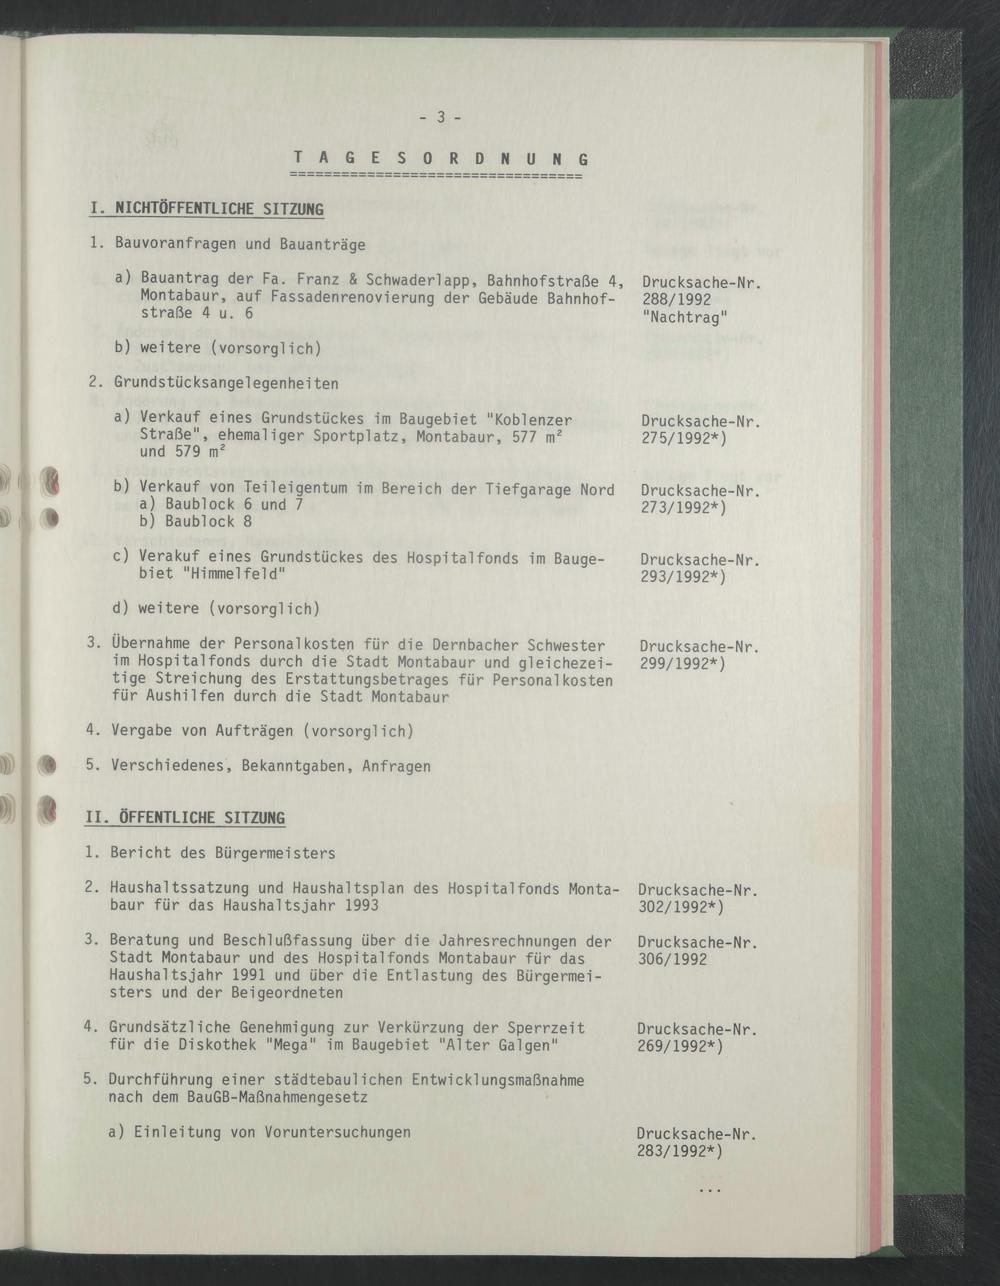 - 3 -
T A G E S O R D N U N G
==================================
I. NICHTÖFFENTLICHE SITZUNG
1. Bauvoranfragen und Bauanträge
a) Bauantrag der Fa. Franz & Schwaderlapp, Bahnhofstraße 4, Drucksache-Nr.
Montabaur, auf Fassadenrenovierung der Gebäude Bahnhof- 288/1992
straße 4 u. 6 "Nachtrag"
b) weitere (vorsorglich)
2. Grundstücksangelegenheiten
a) Verkauf eines Grundstückes im Baugebiet "Koblenzer Drucksache-Nr.
Straße", ehemaliger Sportplatz, Montabaur, 577 m² 275/1992*)
und 579 m²
b) Verkauf von Teileigentum im Bereich der Tiefgarage Nord Drucksache-Nr.
a) Baublock 6 und 7 273/1992*)
b) Baublock 8
c) Verakuf eines Grundstückes des Hospitalfonds im Bauge- Drucksache-Nr.
biet "Himmelfeld" 293/1992*)
d) weitere (vorsorglich)
3. Übernahme der Personalkosten für die Dernbacher Schwester Drucksache-Nr.
im Hospitalfonds durch die Stadt Montabaur und gleichezei- 299/1992*)
tige Streichung des Erstattungsbetrages für Personalkosten
für Aushilfen durch die Stadt Montabaur
4. Vergabe von Aufträgen (vorsorglich)
5. Verschiedenes, Bekanntgaben, Anfragen
II. ÖFFENTLICHE SITZUNG
1. Bericht des Bürgermeisters
2. Haushaltssatzung und Haushaltsplan des Hospitalfonds Monta- Drucksache-Nr.
baur für das Haushaltsjahr 1993 302/1992*)
3. Beratung und Beschlußfassung über die Jahresrechnungen der Drucksache-Nr.
Stadt Montabaur und des Hospitalfonds Montabaur für das 306/1992
Haushaltsjahr 1991 und über die Entlastung des Bürgermei-
sters und der Beigeordneten
4. Grundsätzliche Genehmigung zur Verkürzung der Sperrzeit Drucksache-Nr.
für die Diskothek "Mega" im Baugebiet "Alter Galgen" 269/1992*)
5. Durchführung einer städtebaulichen Entwicklungsmaßnahme
nach dem BauGB-Maßnahmengesetz
a) Einleitung von Voruntersuchungen Drucksache-Nr.
283/1992*)
...